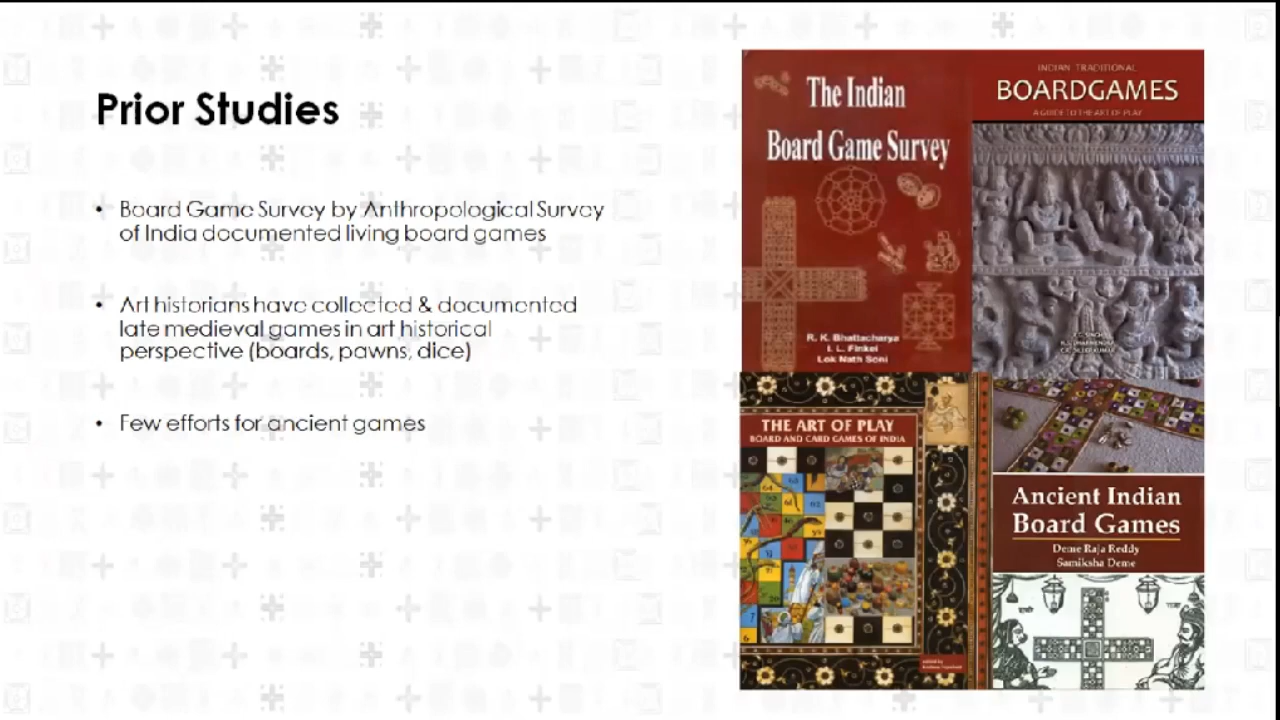 Prior Studies
• Board Game Survey by Anthropological Survey
of India documented living board games
• Art historians have collected & documented
late medieval games in art historical
perspective (boards, pawns, dice)
• Few efforts for ancient games
The Indian
Board Game Survey
R. K. Bhattacharya
I. L. Finkel
Lok Nath Soni
INDIAN TRADITIONAL
BOARDGAMES
A GUIDE TO THE ART OF PLAY
THE ART OF PLAY
BOARD AND CARD GAMES OF INDIA
Ancient Indian
Board Games
Deme Raja Reddy
Samiksha Deme